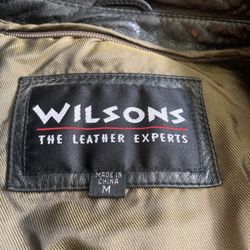 WILSONS
THE LEATHER EXPERTS
MADE IN
CHINA
M